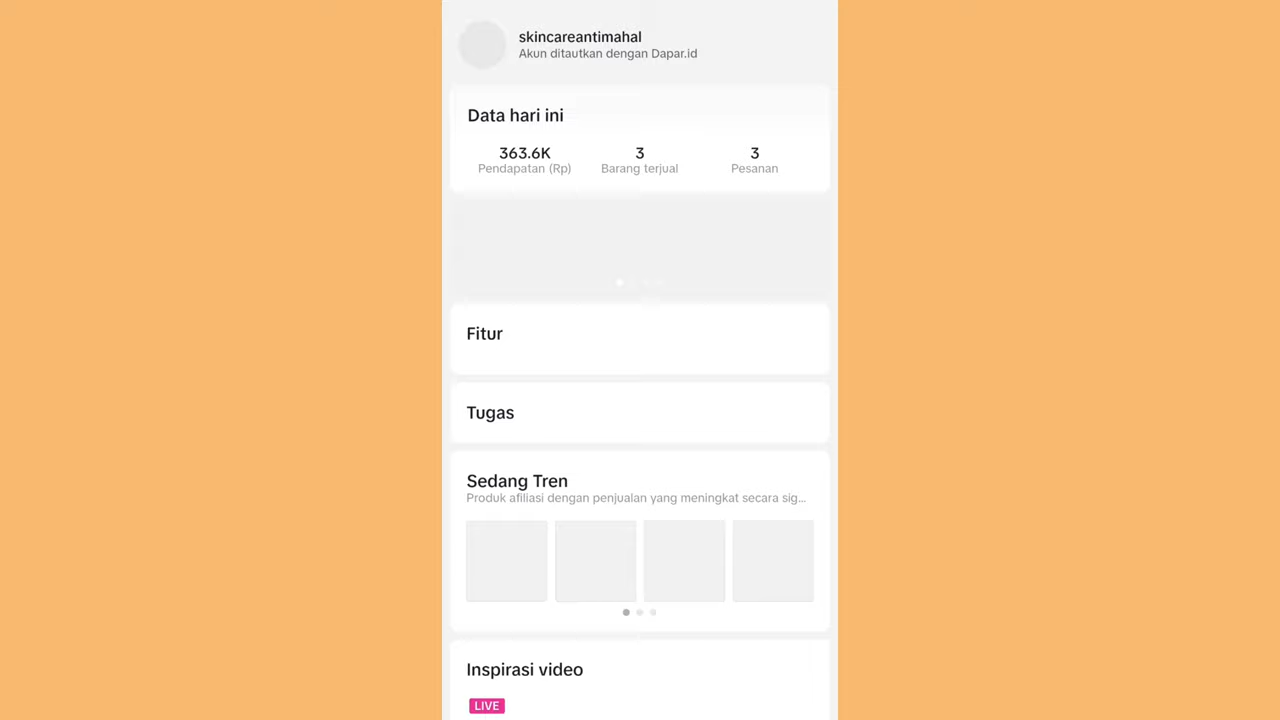 skincareantimahal
Akun ditautkan dengan Dapar.id
Data hari ini
363.6K
Pendapatan (Rp)
3
Barang terjual
3
Pesanan
Fitur
Tugas
Sedang Tren
Produk afiliasi dengan penjualan yang meningkat secara sig...
Inspirasi video
LIVE